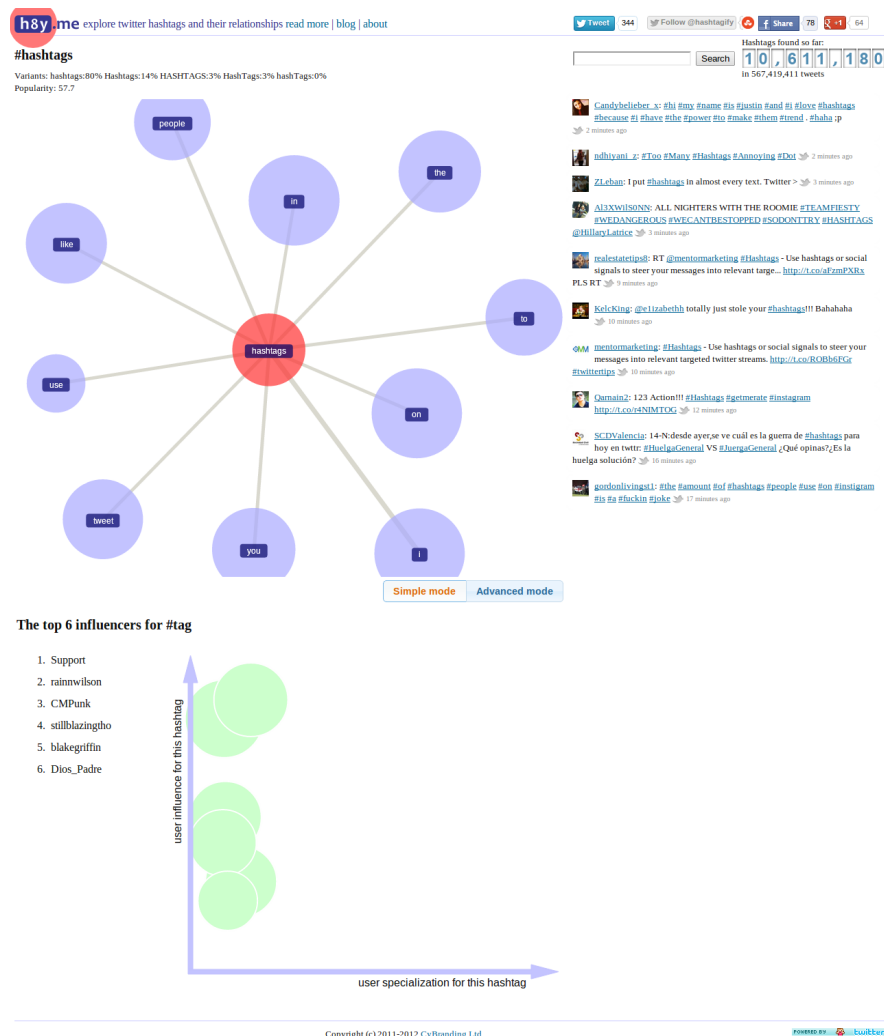 h8y.me explore twitter hashtags and their relationships read more | blog | about
Tweet 344 Follow @hashtagify f Share 78 g +1 64
#hashtags
Variants: hashtags:80% Hashtags:14% HASHTAGS:3% HashTags:3% hashTags:0%
Popularity: 57.7
Search
Hashtags found so far:
10,611,180
in 567,419,411 tweets
people
the
in
like
to
hashtags
use
on
tweet
you
i
Candybelieber_x: #hi #my #name #is #justin #and #i #love #hashtags
#because #i #have #the #power #to #make #them #trend . #haha ;p
2 minutes ago
ndhiyani_z: #Too #Many #Hashtags #Annoying #Dot 2 minutes ago
ZLeban: I put #hashtags in almost every text. Twitter > 3 minutes ago
Al3XWilS0NN: ALL NIGHTERS WITH THE ROOMIE #TEAMFIESTY
#WEDANGEROUS #WECANTBESTOPPED #SODONTTRY #HASHTAGS
@HillaryLatrice 3 minutes ago
realestatetips8: RT @mentormarketing #Hashtags - Use hashtags or social
signals to steer your messages into relevant targe... http://t.co/aFzmPXRx
PLS RT 9 minutes ago
KelcKing: @e1izabethh totally just stole your #hashtags!!! Bahahaha
10 minutes ago
mentormarketing: #Hashtags - Use hashtags or social signals to steer your
messages into relevant targeted twitter streams. http://t.co/ROBb6FGr
#twittertips 10 minutes ago
Qarnain2: 123 Action!!! #Hashtags #getmerate #instagram
http://t.co/r4NIMTOG 12 minutes ago
SCDValencia: 14-N:desde ayer,se ve cuál es la guerra de #hashtags para
hoy en twttr: #HuelgaGeneral VS #JuergaGeneral ¿Qué opinas?¿Es la
huelga solución? 16 minutes ago
gordonlivingst1: #the #amount #of #hashtags #people #use #on #instigram
#is #a #fuckin #joke 17 minutes ago
Simple mode Advanced mode
The top 6 influencers for #tag
1. Support
2. rainnwilson
3. CMPunk
4. stillblazingtho
5. blakegriffin
6. Dios_Padre
user influence for this hashtag
user specialization for this hashtag
Copyright (c) 2011-2012 CyBranding Ltd
POWERED BY twitter